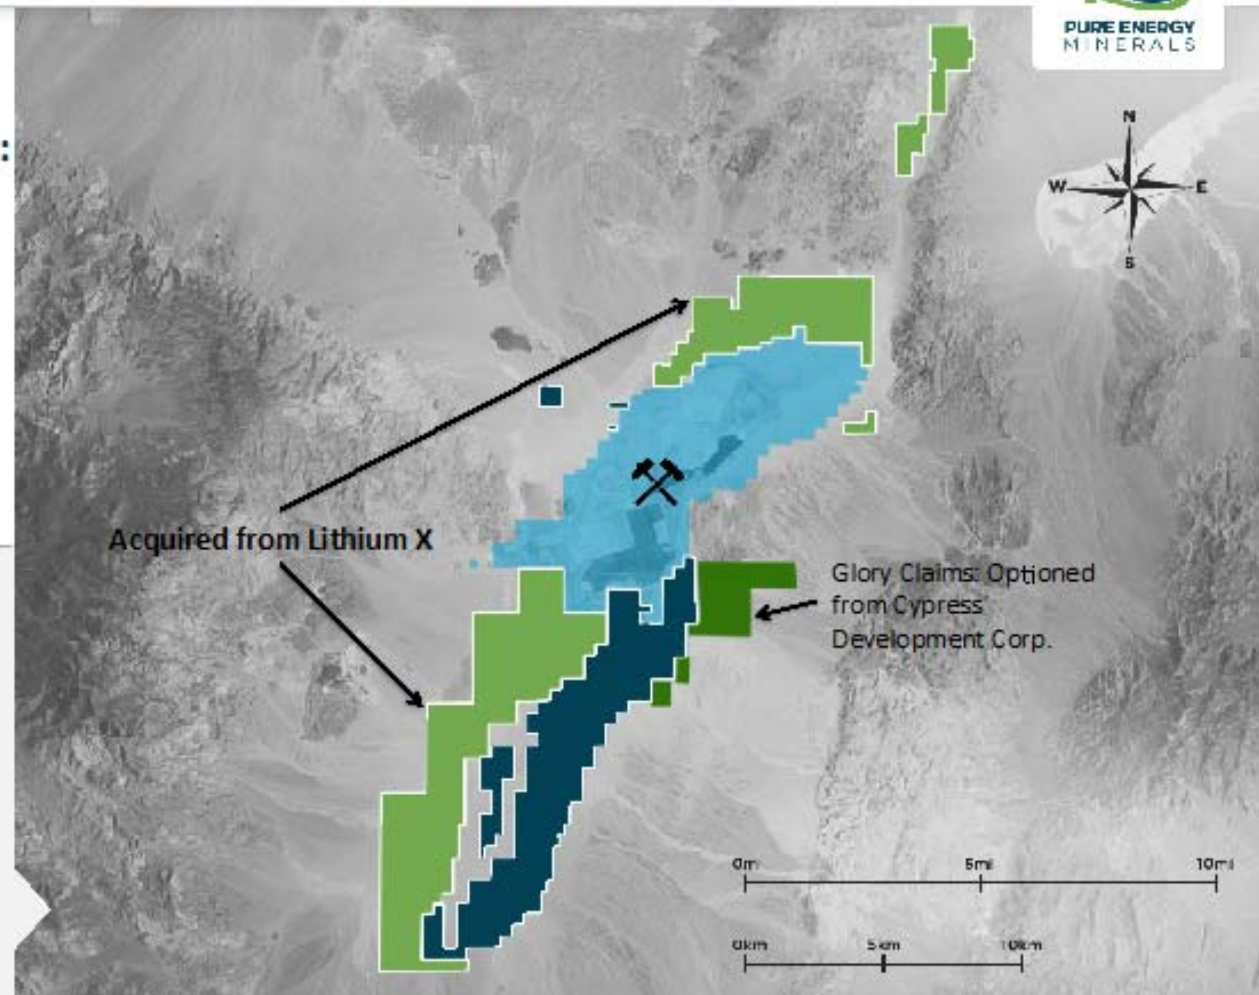 :
PURE ENERGY
MINERALS
N
W
E
S
Acquired from Lithium X
Glory Claims: Optioned
from Cypress
Development Corp.
0mi 5mi 10mi
0km 5km 10km